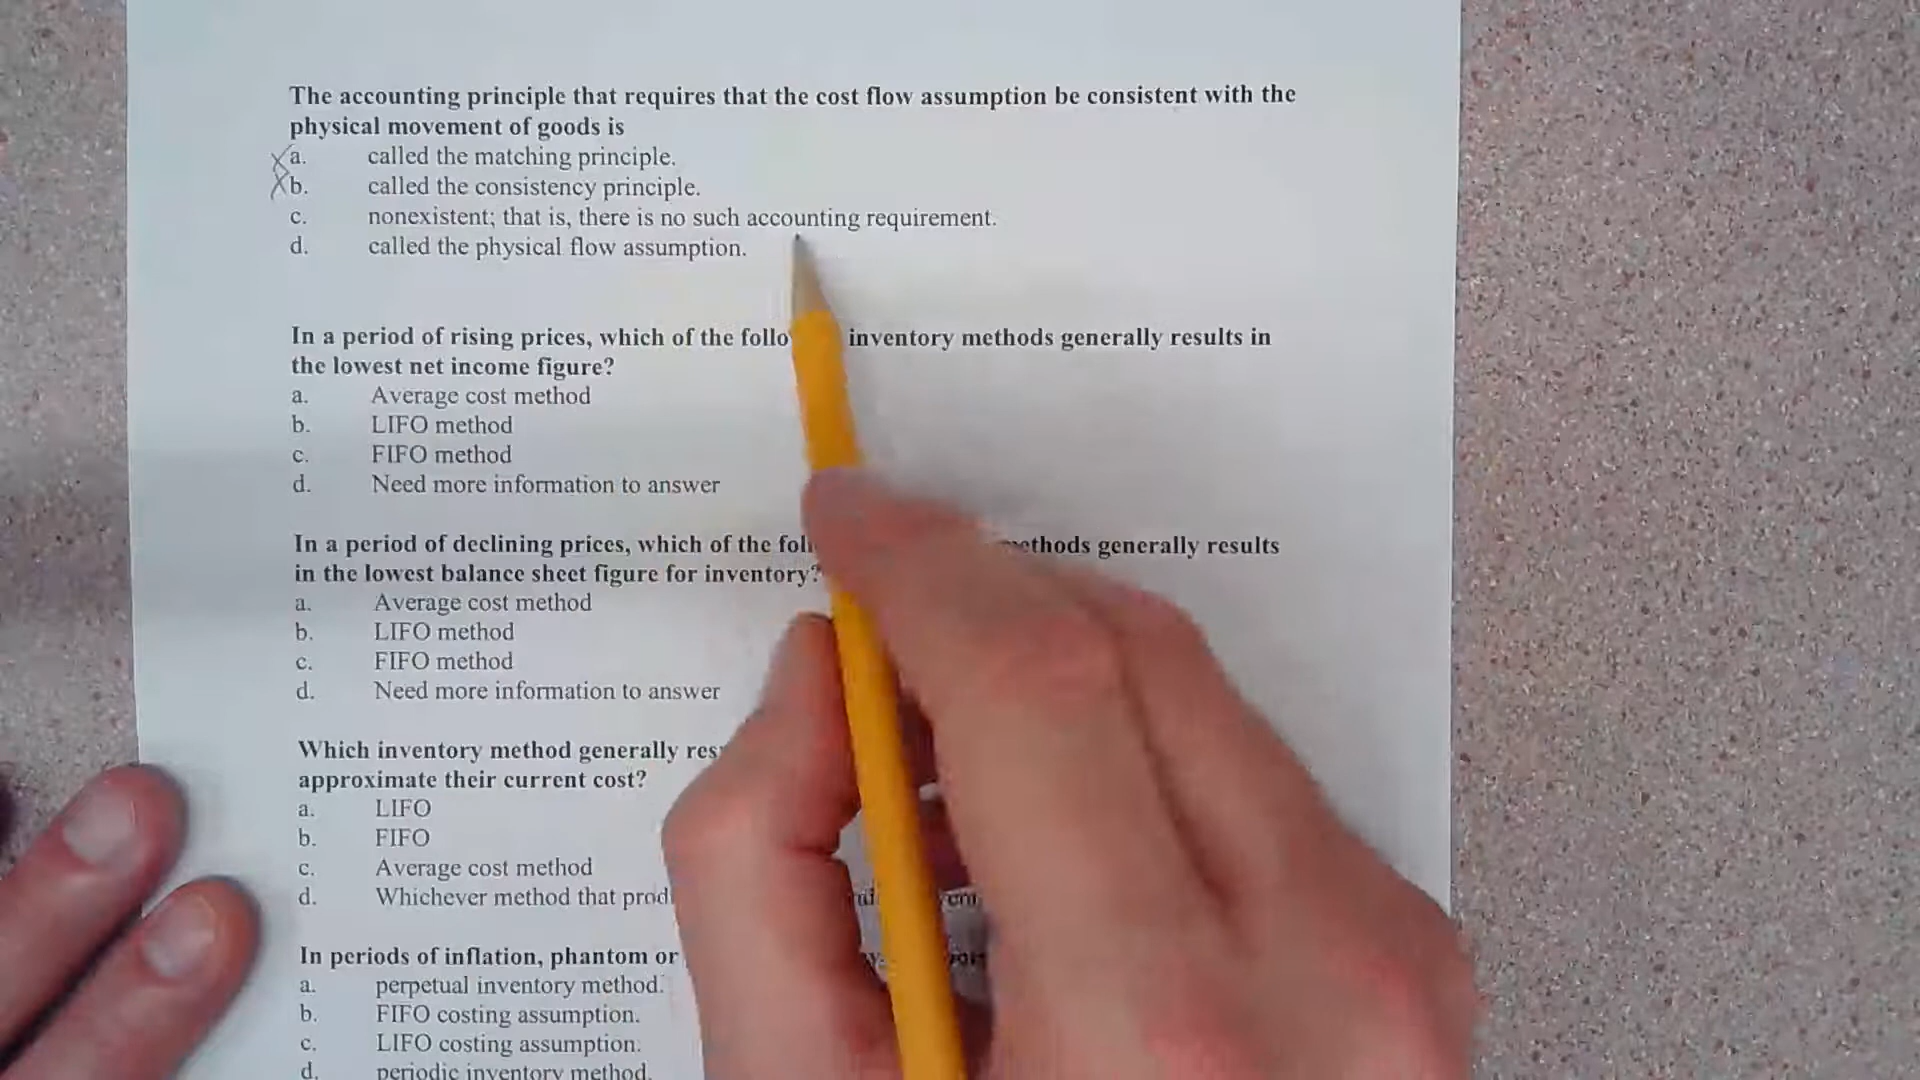 The accounting principle that requires that the cost flow assumption be consistent with the
physical movement of goods is
a. called the matching principle.
b. called the consistency principle.
c. nonexistent; that is, there is no such accounting requirement.
d. called the physical flow assumption.
In a period of rising prices, which of the inventory methods generally results in
the lowest net income figure?
a. Average cost method
b. LIFO method
c. FIFO method
d. Need more information to answer
In a period of declining prices, which of the generally results
in the lowest balance sheet figure for inventory?
a. Average cost method
b. LIFO method
c. FIFO method
d. Need more information to answer
Which inventory method generally
approximate their current cost?
a. LIFO
b. FIFO
c. Average cost method
d. Whichever method that
In periods of inflation, phantom or
a. perpetual inventory method.
b. FIFO costing assumption.
c. LIFO costing assumption.
d. periodic inventory method.